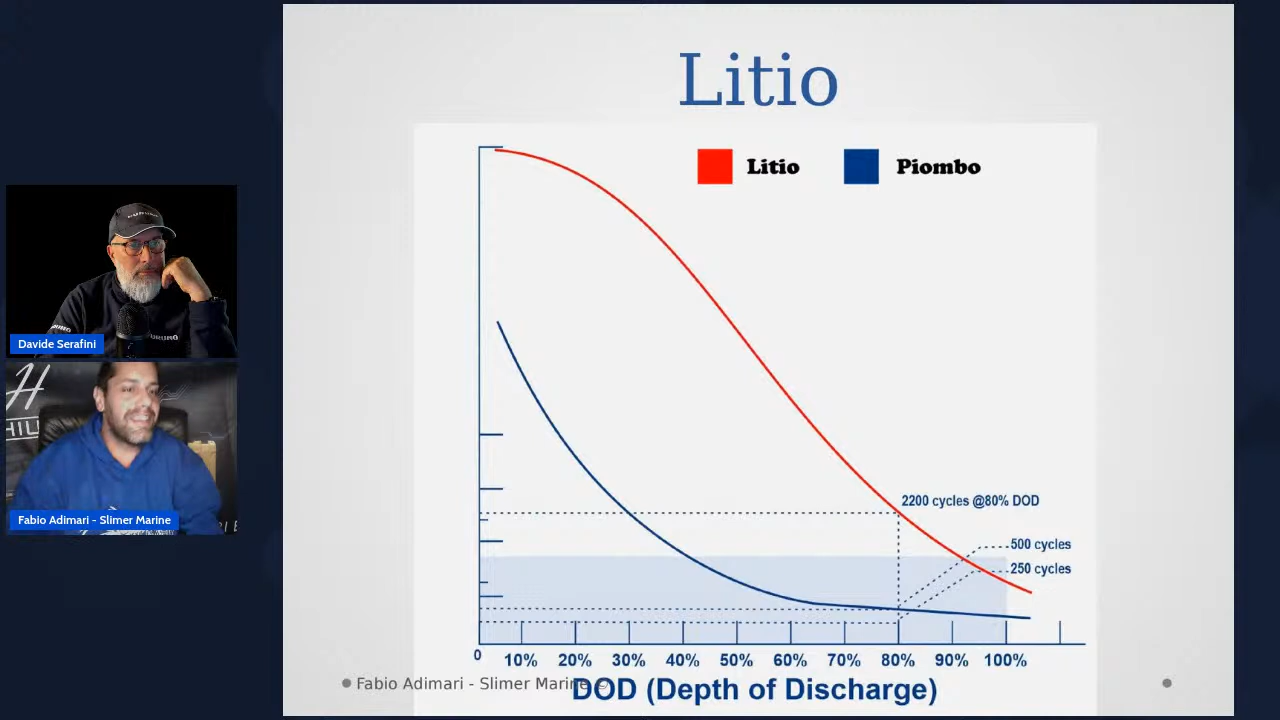 Litio
Litio
Piombo
2200 cycles @80% DOD
500 cycles
250 cycles
0
10%
20%
30%
40%
50%
60%
70%
80%
90%
100%
DOD (Depth of Discharge)
Fabio Adimari - Slimer Marine
Davide Serafini
H
Fabio Adimari - Slimer Marine